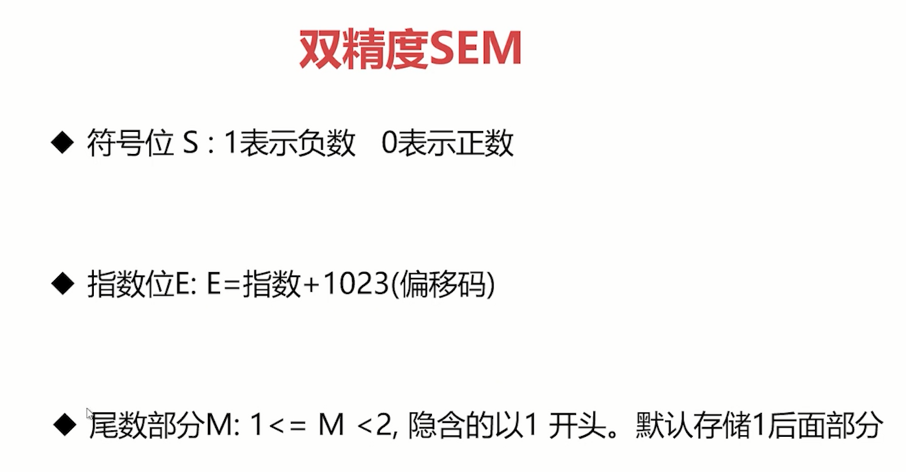 双精度SEM
◆ 符号位 S : 1表示负数 0表示正数
◆ 指数位E: E=指数+1023(偏移码)
◆ 尾数部分M: 1<= M <2, 隐含的以1 开头。默认存储1后面部分